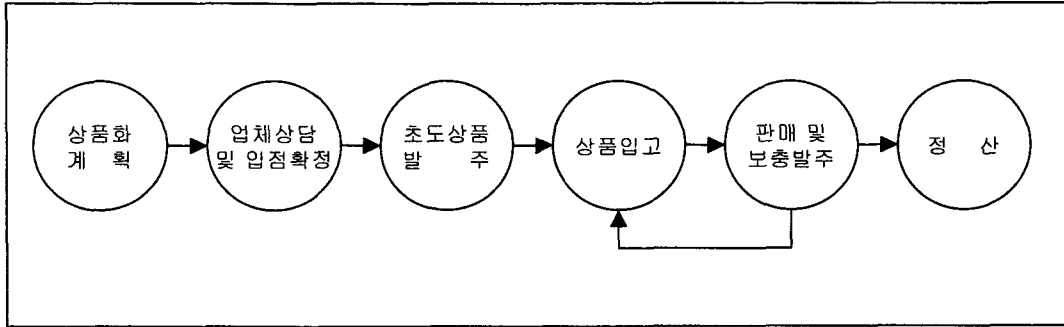 상품화
계 획
업체상담
및 입점확정
초도상품
발 주
상품입고
판매 및
보충발주
정 산